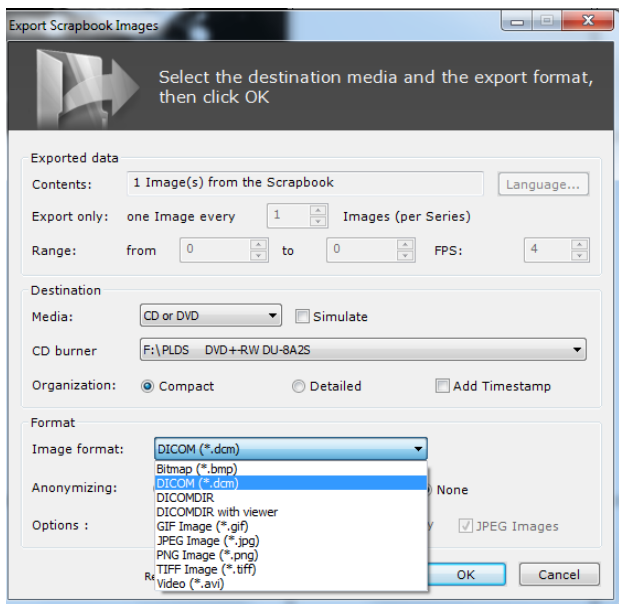 Export Scrapbook Images
Select the destination media and the export format,
then click OK
Exported data
Contents: 1 Image(s) from the Scrapbook Language...
Export only: one Image every 1 Images (per Series)
Range: from 0 to 0 FPS: 4
Destination
Media: CD or DVD Simulate
CD burner F:\PLDS DVD+-RW DU-8A2S
Organization: Compact Detailed Add Timestamp
Format
Image format: DICOM (*.dcm)
Bitmap (*.bmp)
DICOM (*.dcm)
Anonymizing: None
DICOMDIR
DICOMDIR with viewer
GIF Image (*.gif)
Options : JPEG Images
JPEG Image (*.jpg)
PNG Image (*.png)
TIFF Image (*.tiff)
Video (*.avi)
OK Cancel